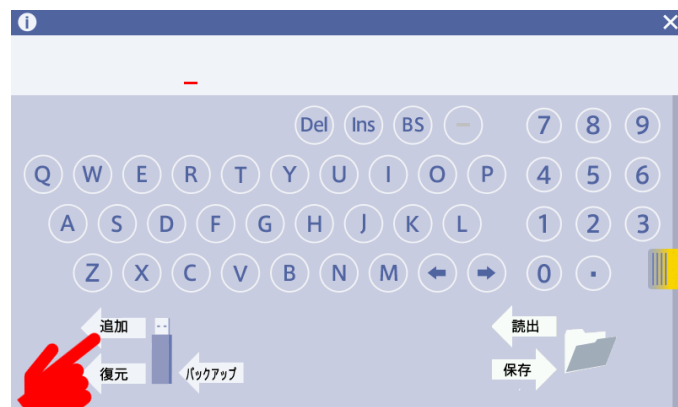 Del Ins BS - 7 8 9
Q W E R T Y U I O P 4 5 6
A S D F G H J K L 1 2 3
Z X C V B N M ← → 0 .
追加
読出
復元
バックアップ
保存